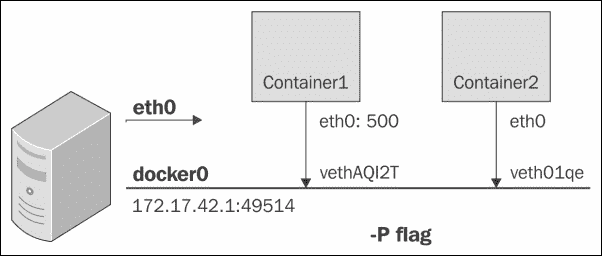 Container1
Container2
eth0
eth0: 500
eth0
docker0
vethAQI2T
veth01qe
172.17.42.1:49514
-P flag